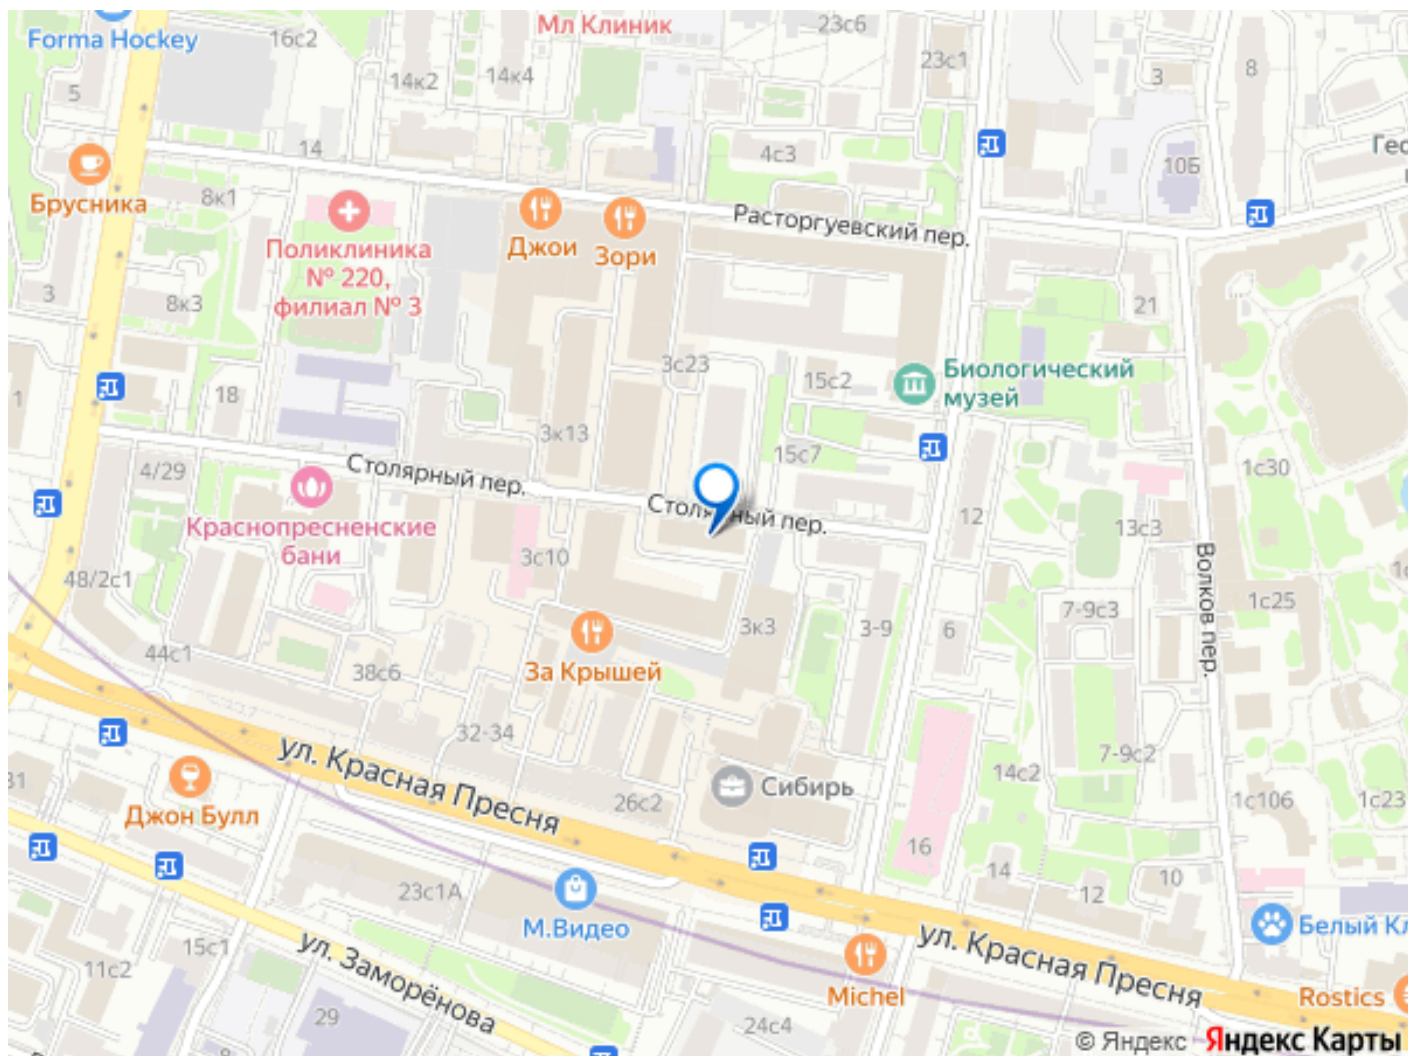 Forma Hockey
16с2
Мл Клиник
23с6
23с1
3
8
5
14к2
14к4
14
4с3
10Б
Гео
Брусника
8к1
Поликлиника
№ 220,
филиал № 3
Джои
Зори
Расторгуевский пер.
3
8к3
21
3с23
15с2
Биологический
музей
1
18
3к13
15с7
4/29
Столярный пер.
Столярный пер.
1с30
Краснопресненские
бани
12
13с3
3с10
48/2с1
Волков пер.
1с25
7-9с3
3к3
3-9
6
44с1
За Крышей
38с6
32-34
ул. Красная Пресня
7-9с2
14с2
Сибирь
31
1с106
1с23
Джон Булл
26с2
16
14
12
10
23с1А
М.Видео
Белый Кл
15с1
11с2
ул. Заморёнова
ул. Красная Пресня
Michel
Rostics
29
24с4
© Яндекс Яндекс Карты